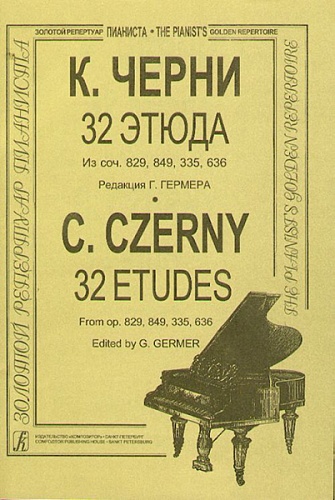 ЗОЛОТОЙ РЕПЕРТУАР ПИАНИСТА • THE PIANIST'S GOLDEN REPERTOIRE
ЗОЛОТОЙ РЕПЕРТУАР ПИАНИСТА
THE PIANIST'S GOLDEN REPERTOIRE
К. ЧЕРНИ
32 ЭТЮДА
Из соч. 829, 849, 335, 636
Редакция Г. ГЕРМЕРА
•
C. CZERNY
32 ETUDES
From op. 829, 849, 335, 636
Edited by G. GERMER
ИЗДАТЕЛЬСТВО «КОМПОЗИТОР» • САНКТ-ПЕТЕРБУРГ
COMPOZITOR PUBLISHING HOUSE • SANKT-PETERSBURG